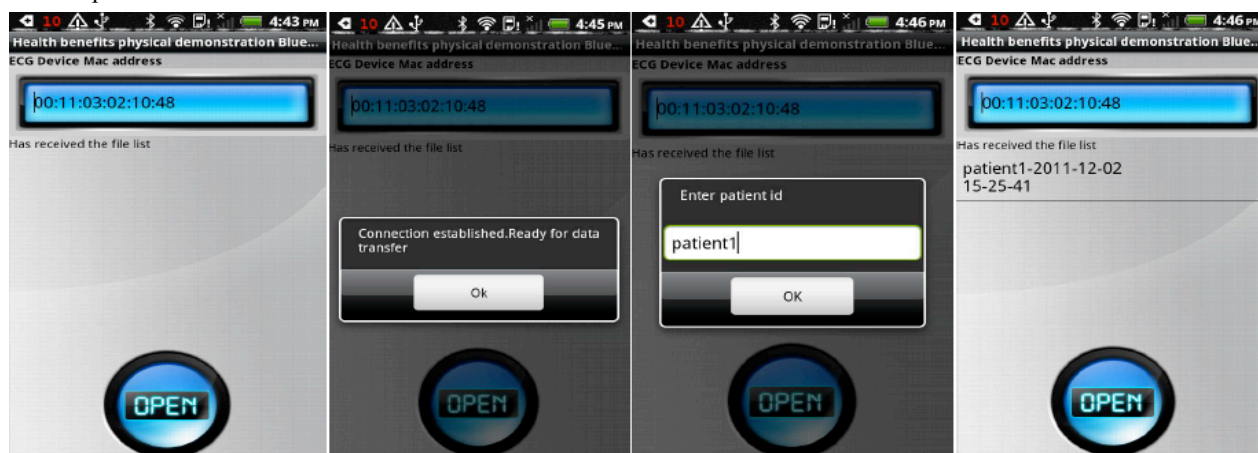 10 4:43 PM
Health benefits physical demonstration Blue...
ECG Device Mac address
00:11:03:02:10:48
Has received the file list
OPEN
10 4:45 PM
Health benefits physical demonstration Blue...
ECG Device Mac address
00:11:03:02:10:48
Has received the file list
Connection established.Ready for data
transfer
Ok
OPEN
10 4:46 PM
Health benefits physical demonstration Blue...
ECG Device Mac address
00:11:03:02:10:48
Has received the file list
Enter patient id
patient1
OK
OPEN
10 4:46 PM
Health benefits physical demonstration Blue...
ECG Device Mac address
00:11:03:02:10:48
Has received the file list
patient1-2011-12-02
15-25-41
OPEN